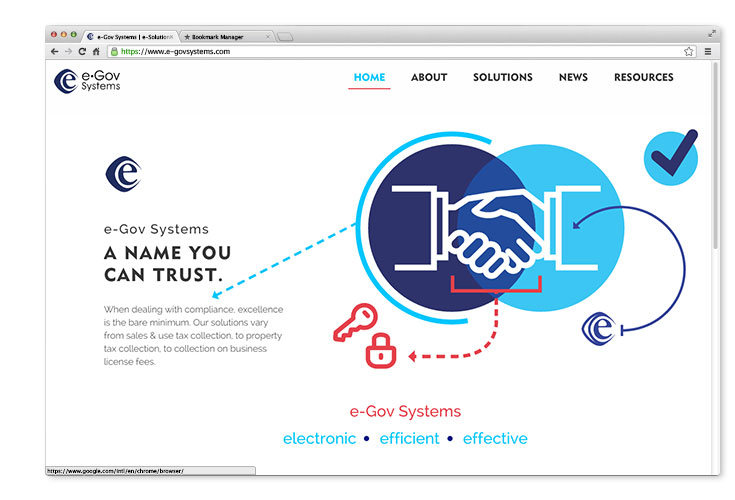 e-Gov Systems | e-Solution
Bookmark Manager
https://www.e-govsystems.com
e•Gov
Systems
HOME ABOUT SOLUTIONS NEWS RESOURCES
e-Gov Systems
A NAME YOU
CAN TRUST.
When dealing with compliance, excellence
is the bare minimum. Our solutions vary
from sales & use tax collection, to property
tax collection, to collection on business
license fees.
e
e
e-Gov Systems
electronic • efficient • effective
https://www.google.com/intl/en/chrome/browser/